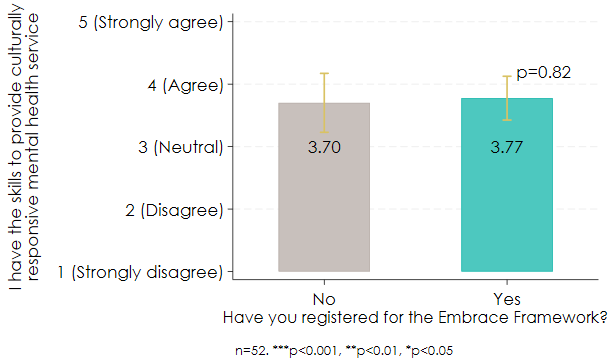 I have the skills to provide culturally
responsive mental health service
5 (Strongly agree)
4 (Agree)
3 (Neutral)
2 (Disagree)
1 (Strongly disagree)
p=0.82
3.70
3.77
No
Yes
Have you registered for the Embrace Framework?
n=52. ***p<0.001, **p<0.01, *p<0.05